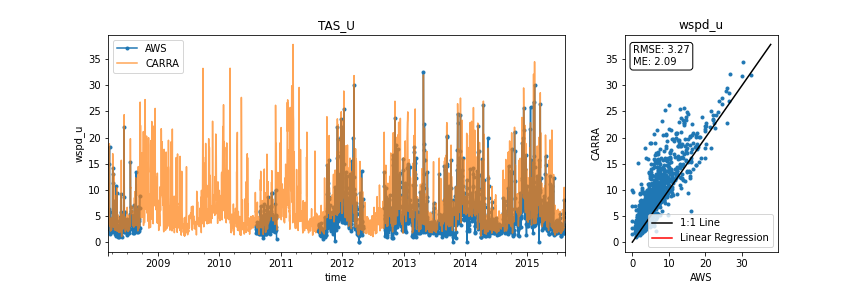 TAS_U
AWS
CARRA
wspd_u
35
30
25
20
15
10
5
0
2009
2010
2011
2012
2013
2014
2015
time
wspd_u
RMSE: 3.27
ME: 2.09
CARRA
35
30
25
20
15
10
5
0
1:1 Line
Linear Regression
0
10
20
30
AWS